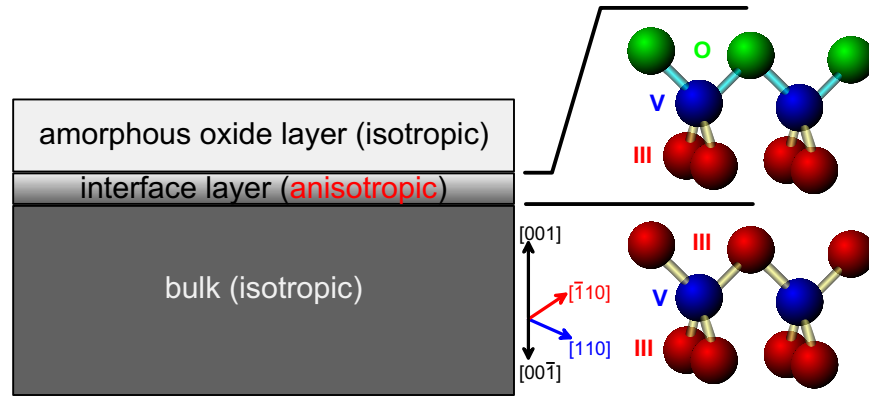 amorphous oxide layer (isotropic)
interface layer (anisotropic)
bulk (isotropic)
[001]
[1̅10]
[110]
[001̅]
O
V
III
III
V
III